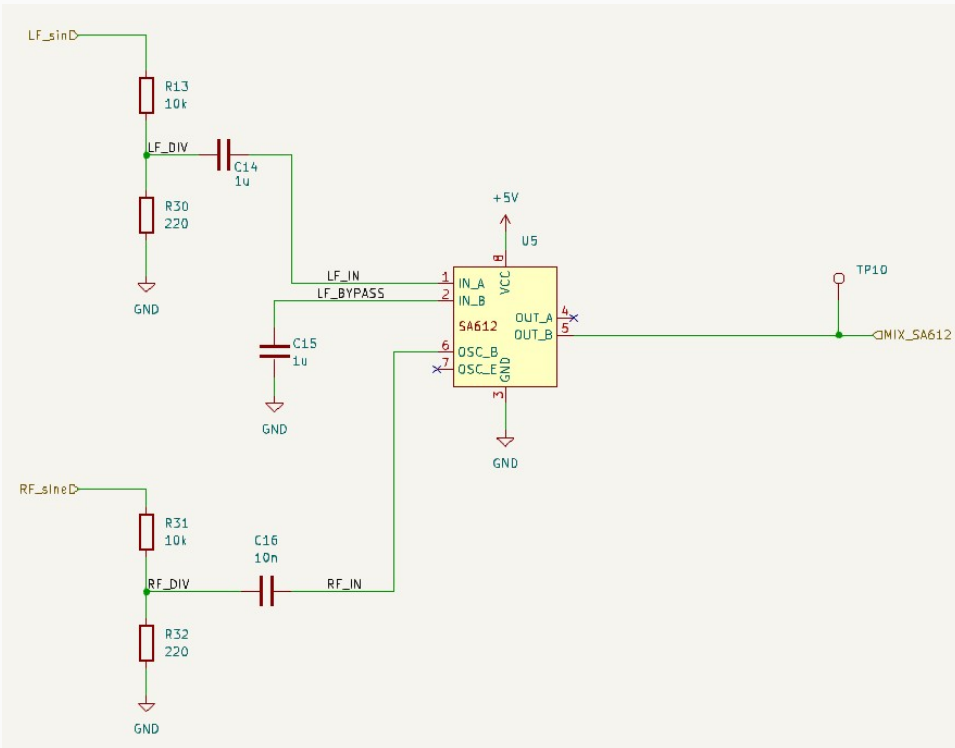 LF_sin
R13
10k
LF_DIV
C14
1u
R30
220
GND
+5V
U5
8
VCC
LF_IN
1
IN_A
LF_BYPASS
2
IN_B
TP10
OUT_A
4
SA612
OUT_B
5
MIX_SA612
C15
1u
6
OSC_B
7
OSC_E
GND
3
GND
GND
RF_sine
R31
10k
C16
10n
RF_DIV
RF_IN
R32
220
GND